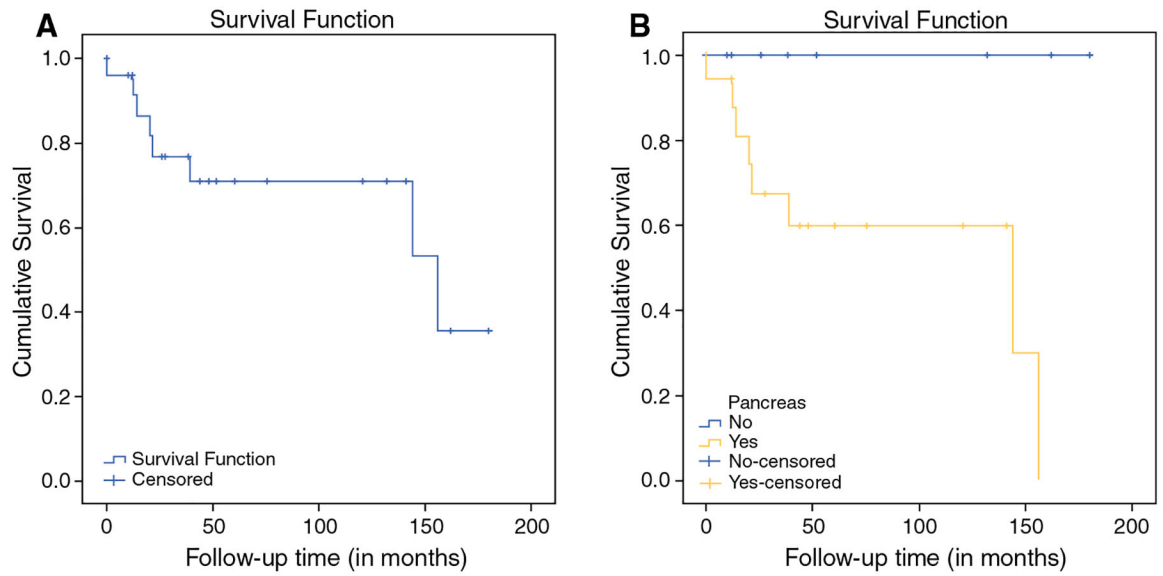 A
Survival Function
Cumulative Survival
1.0
0.8
0.6
0.4
0.2
0.0
Survival Function
Censored
0
50
100
150
200
Follow-up time (in months)
B
Survival Function
Cumulative Survival
1.0
0.8
0.6
0.4
0.2
0.0
Pancreas
No
Yes
No-censored
Yes-censored
0
50
100
150
200
Follow-up time (in months)